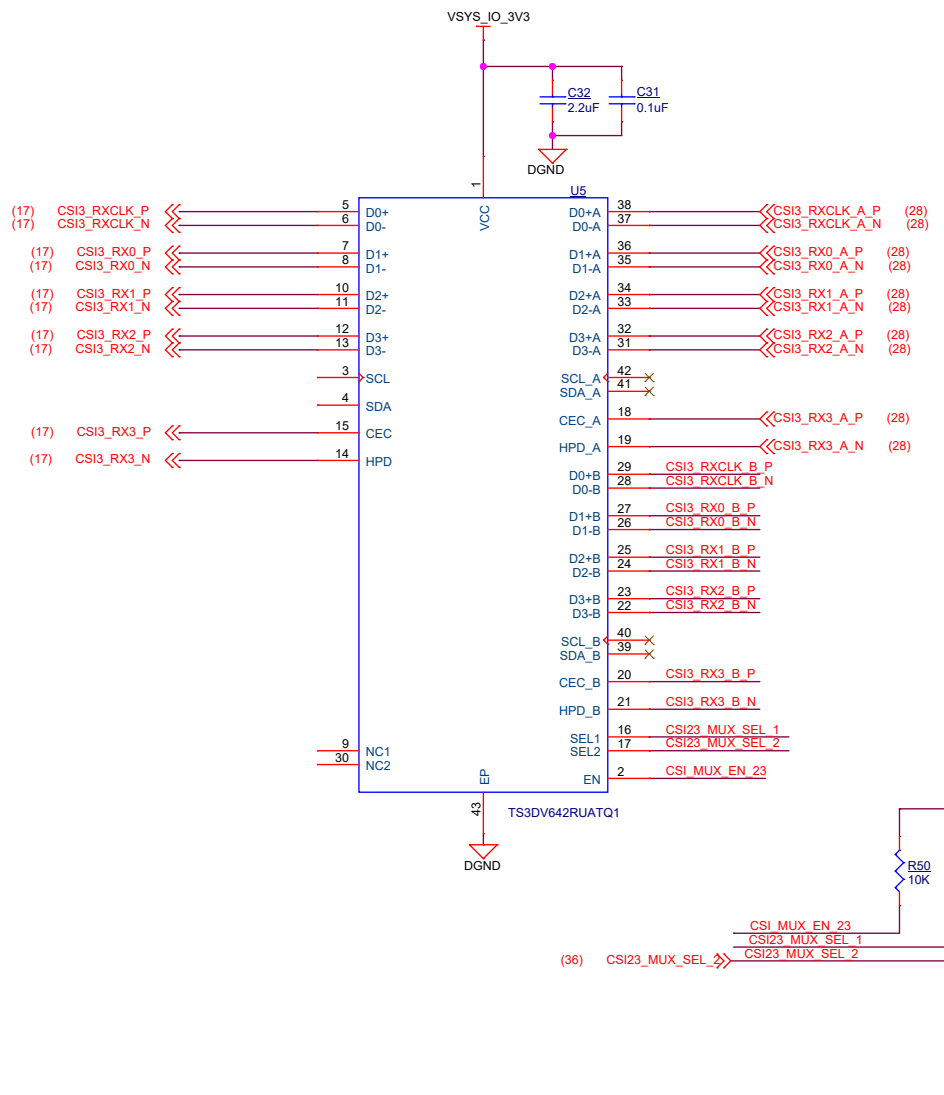 VSYS_IO_3V3
C32
2.2uF
C31
0.1uF
DGND
U5
1
VCC
(17) CSI3_RXCLK_P 5 D0+
(17) CSI3_RXCLK_N 6 D0-
(17) CSI3_RX0_P 7 D1+
(17) CSI3_RX0_N 8 D1-
(17) CSI3_RX1_P 10 D2+
(17) CSI3_RX1_N 11 D2-
(17) CSI3_RX2_P 12 D3+
(17) CSI3_RX2_N 13 D3-
3 SCL
4 SDA
(17) CSI3_RX3_P 15 CEC
(17) CSI3_RX3_N 14 HPD
9 NC1
30 NC2
D0+A 38 CSI3_RXCLK_A_P (28)
D0-A 37 CSI3_RXCLK_A_N (28)
D1+A 36 CSI3_RX0_A_P (28)
D1-A 35 CSI3_RX0_A_N (28)
D2+A 34 CSI3_RX1_A_P (28)
D2-A 33 CSI3_RX1_A_N (28)
D3+A 32 CSI3_RX2_A_P (28)
D3-A 31 CSI3_RX2_A_N (28)
SCL_A 42
SDA_A 41
CEC_A 18 CSI3_RX3_A_P (28)
HPD_A 19 CSI3_RX3_A_N (28)
D0+B 29 CSI3_RXCLK_B_P
D0-B 28 CSI3_RXCLK_B_N
D1+B 27 CSI3_RX0_B_P
D1-B 26 CSI3_RX0_B_N
D2+B 25 CSI3_RX1_B_P
D2-B 24 CSI3_RX1_B_N
D3+B 23 CSI3_RX2_B_P
D3-B 22 CSI3_RX2_B_N
SCL_B 40
SDA_B 39
CEC_B 20 CSI3_RX3_B_P
HPD_B 21 CSI3_RX3_B_N
SEL1 16 CSI23_MUX_SEL_1
SEL2 17 CSI23_MUX_SEL_2
EN 2 CSI_MUX_EN_23
EP
43
TS3DV642RUATQ1
DGND
R50
10K
CSI_MUX_EN_23
CSI23_MUX_SEL_1
(36) CSI23_MUX_SEL_2 CSI23_MUX_SEL_2